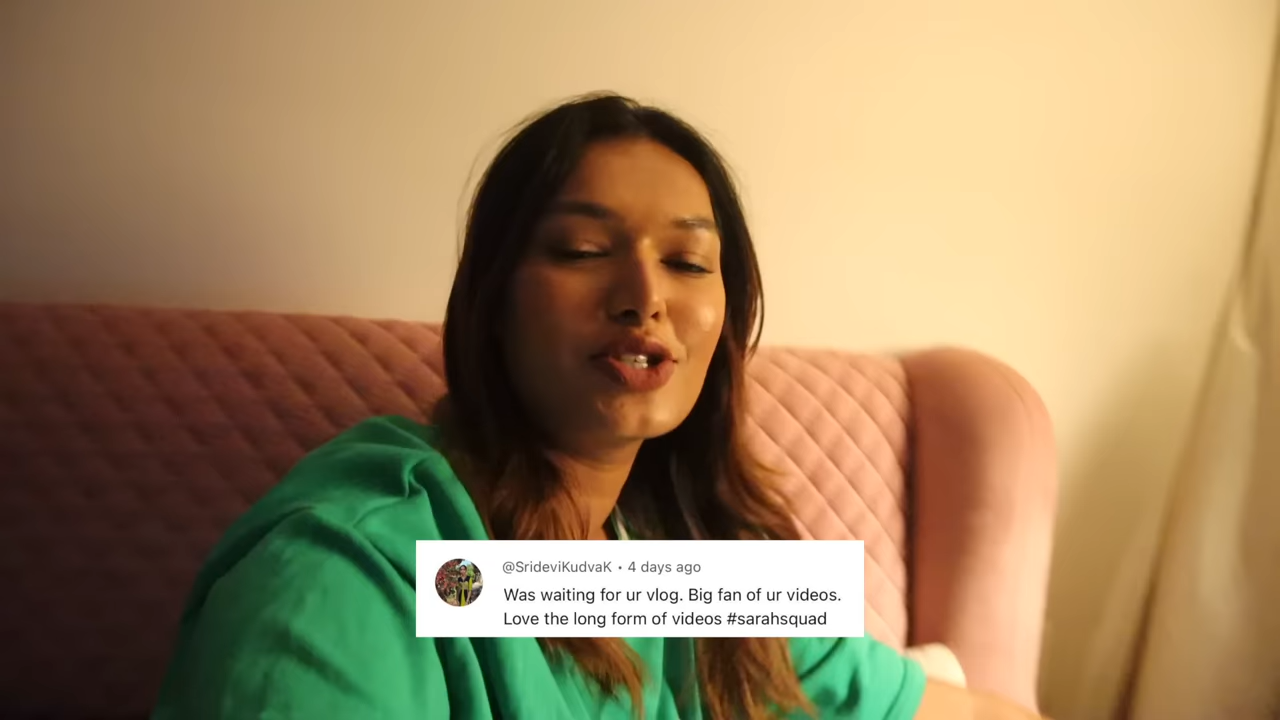 @SrideviKudvaK • 4 days ago
Was waiting for ur vlog. Big fan of ur videos.
Love the long form of videos #sarahsquad